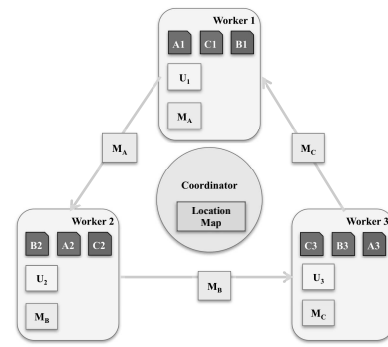 Worker 1
A1 C1 B1
U1
MA
MA
MC
Coordinator
Location
Map
Worker 2
B2 A2 C2
U2
MB
MB
Worker 3
C3 B3 A3
U3
MC